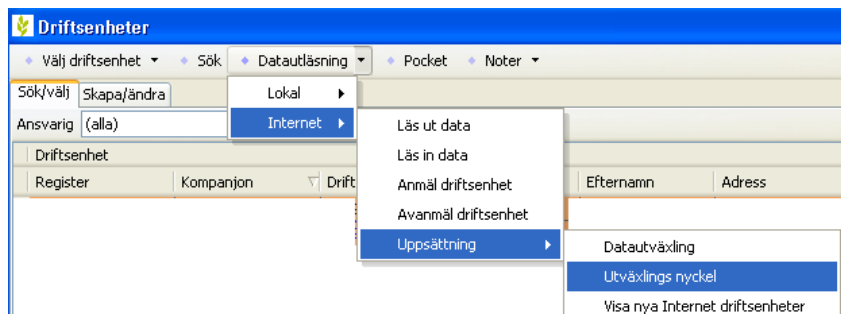 Driftsenheter
Välj driftsenhet Sök Datautläsning Pocket Noter
Sök/välj Skapa/ändra Lokal
Ansvarig (alla) Internet Läs ut data
Driftsenhet Läs in data
Register Kompanjon Drift Anmäl driftsenhet Efternamn Adress
Avanmäl driftsenhet
Uppsättning Datautväxling
Utväxlings nyckel
Visa nya Internet driftsenheter